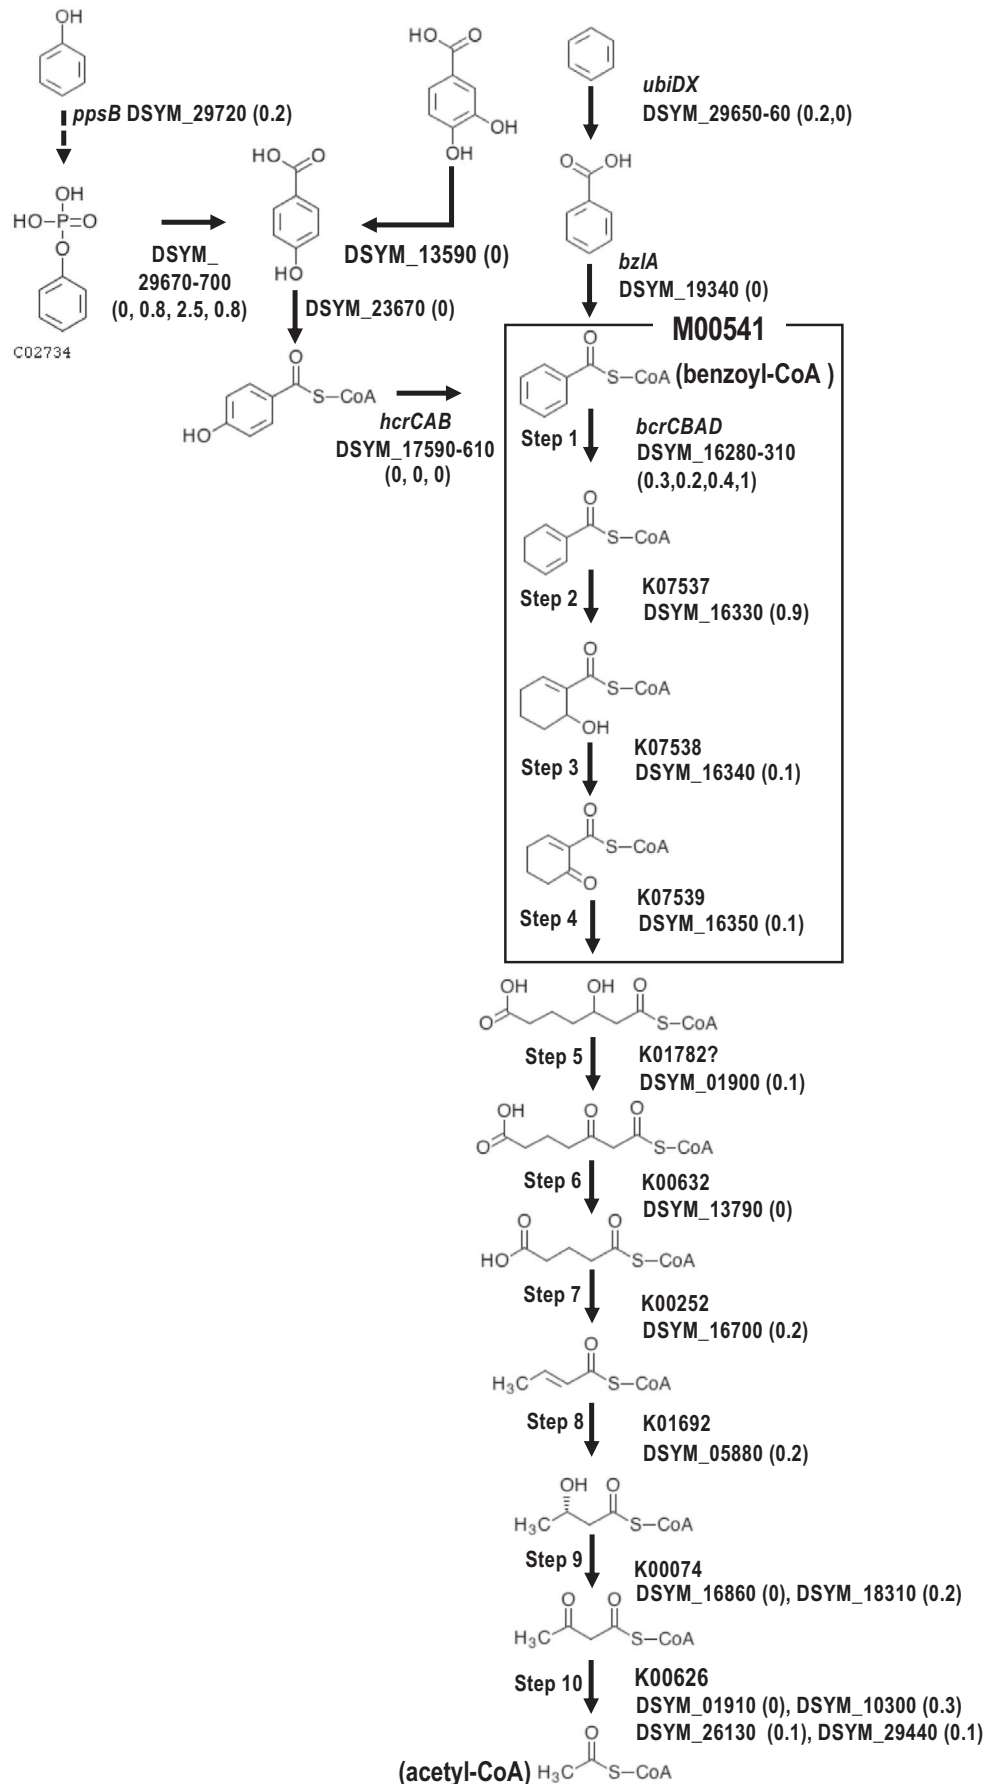 OH
ppsB DSYM_29720 (0.2)
HO
O
OH
OH
ubiDX
DSYM_29650-60 (0.2,0)
HO
O
HO
O
OH
OH
HO-P=O
O
DSYM_
29670-700
(0, 0.8, 2.5, 0.8)
C02734
DSYM_13590 (0)
bzlA
DSYM_19340 (0)
HO
DSYM_23670 (0)
M00541
O
S-CoA
HO
hcrCAB
DSYM_17590-610
(0, 0, 0)
O
S-CoA (benzoyl-CoA )
Step 1
bcrCBAD
DSYM_16280-310
(0.3,0.2,0.4,1)
O
S-CoA
Step 2
K07537
DSYM_16330 (0.9)
O
S-CoA
OH
Step 3
K07538
DSYM_16340 (0.1)
O
S-CoA
O
Step 4
K07539
DSYM_16350 (0.1)
OH OH O
O S-CoA
Step 5
K01782?
DSYM_01900 (0.1)
OH O O
O S-CoA
Step 6
K00632
DSYM_13790 (0)
O O
HO S-CoA
Step 7
K00252
DSYM_16700 (0.2)
O
H3C S-CoA
Step 8
K01692
DSYM_05880 (0.2)
OH O
H3C S-CoA
Step 9
K00074
DSYM_16860 (0), DSYM_18310 (0.2)
O O
H3C S-CoA
Step 10
K00626
DSYM_01910 (0), DSYM_10300 (0.3)
DSYM_26130 (0.1), DSYM_29440 (0.1)
O
(acetyl-CoA) H3C S-CoA